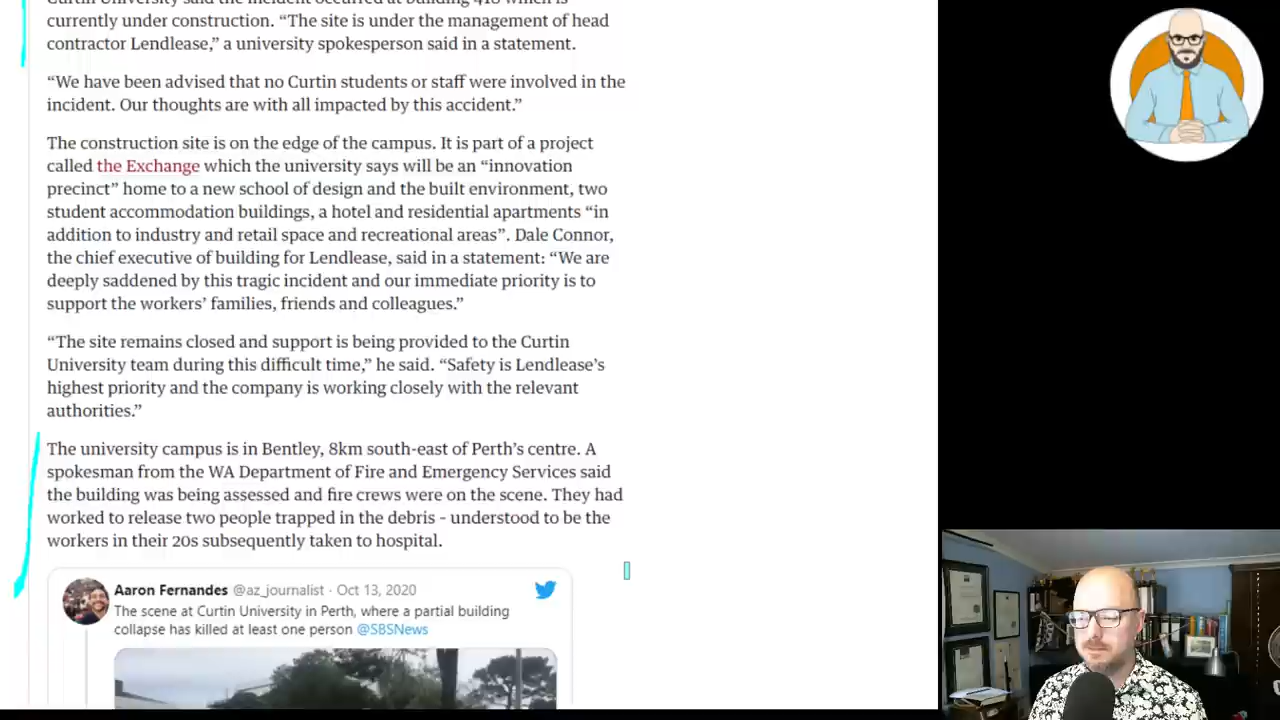 Curtin University said the incident occurred at building 418 which is
currently under construction. “The site is under the management of head
contractor Lendlease,” a university spokesperson said in a statement.
“We have been advised that no Curtin students or staff were involved in the
incident. Our thoughts are with all impacted by this accident.”
The construction site is on the edge of the campus. It is part of a project
called the Exchange which the university says will be an “innovation
precinct” home to a new school of design and the built environment, two
student accommodation buildings, a hotel and residential apartments “in
addition to industry and retail space and recreational areas”. Dale Connor,
the chief executive of building for Lendlease, said in a statement: “We are
deeply saddened by this tragic incident and our immediate priority is to
support the workers’ families, friends and colleagues.”
“The site remains closed and support is being provided to the Curtin
University team during this difficult time,” he said. “Safety is Lendlease’s
highest priority and the company is working closely with the relevant
authorities.”
The university campus is in Bentley, 8km south-east of Perth’s centre. A
spokesman from the WA Department of Fire and Emergency Services said
the building was being assessed and fire crews were on the scene. They had
worked to release two people trapped in the debris – understood to be the
workers in their 20s subsequently taken to hospital.
Aaron Fernandes @az_journalist · Oct 13, 2020
The scene at Curtin University in Perth, where a partial building
collapse has killed at least one person @SBSNews